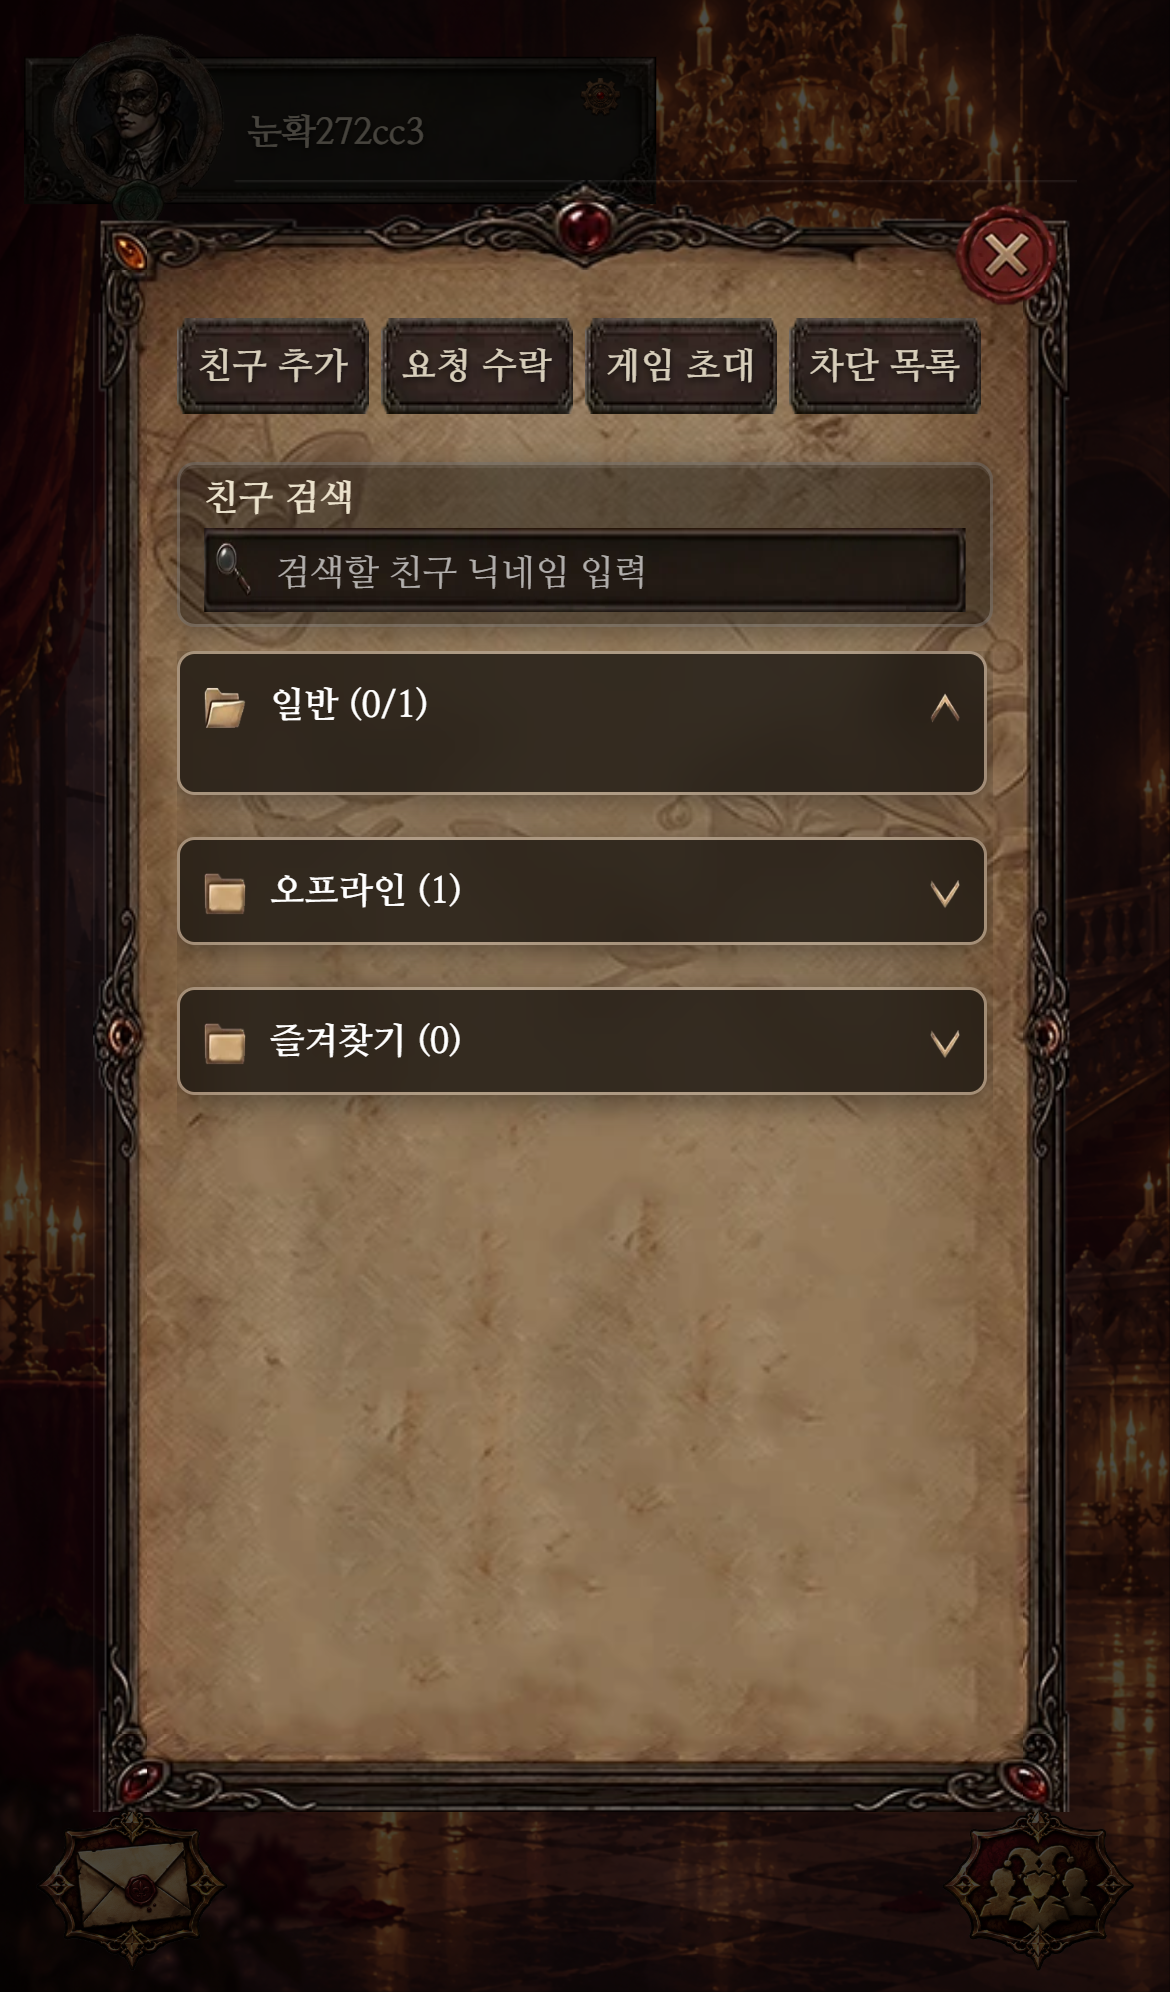 눈확272cc3
친구 추가
요청 수락
게임 초대
차단 목록
친구 검색
검색할 친구 닉네임 입력
일반 (0/1)
오프라인 (1)
즐겨찾기 (0)